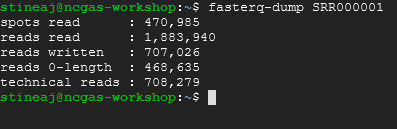 stineaj@ncgas-workshop:~$ fasterq-dump SRR000001
spots read      : 470,985
reads read      : 1,883,940
reads written   : 707,026
reads 0-length  : 468,635
technical reads : 708,279
stineaj@ncgas-workshop:~$